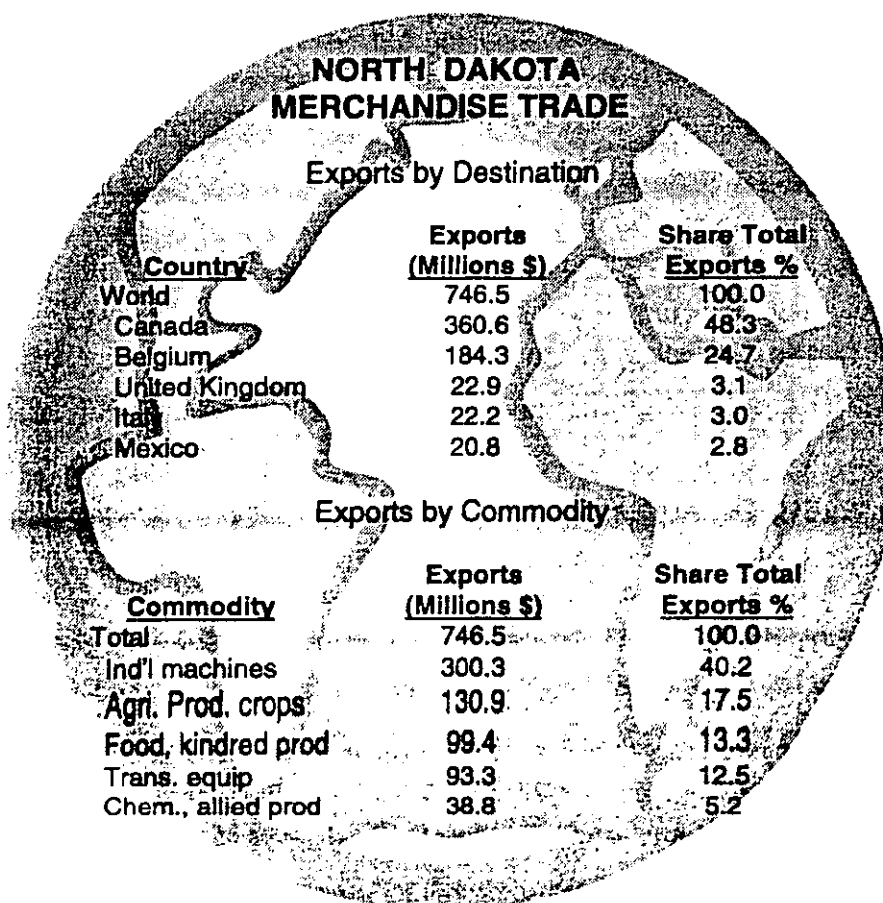 NORTH DAKOTA
MERCHANDISE TRADE
Exports by Destination
Exports Share Total
Country (Millions $) Exports %
World 746.5 100.0
Canada 360.6 48.3
Belgium 184.3 24.7
United Kingdom 22.9 3.1
Italy 22.2 3.0
Mexico 20.8 2.8
Exports by Commodity
Exports Share Total
Commodity (Millions $) Exports %
Total 746.5 100.0
Ind'l machines 300.3 40.2
Agri. Prod. crops 130.9 17.5
Food, kindred prod 99.4 13.3
Trans. equip 93.3 12.5
Chem., allied prod 38.8 5.2